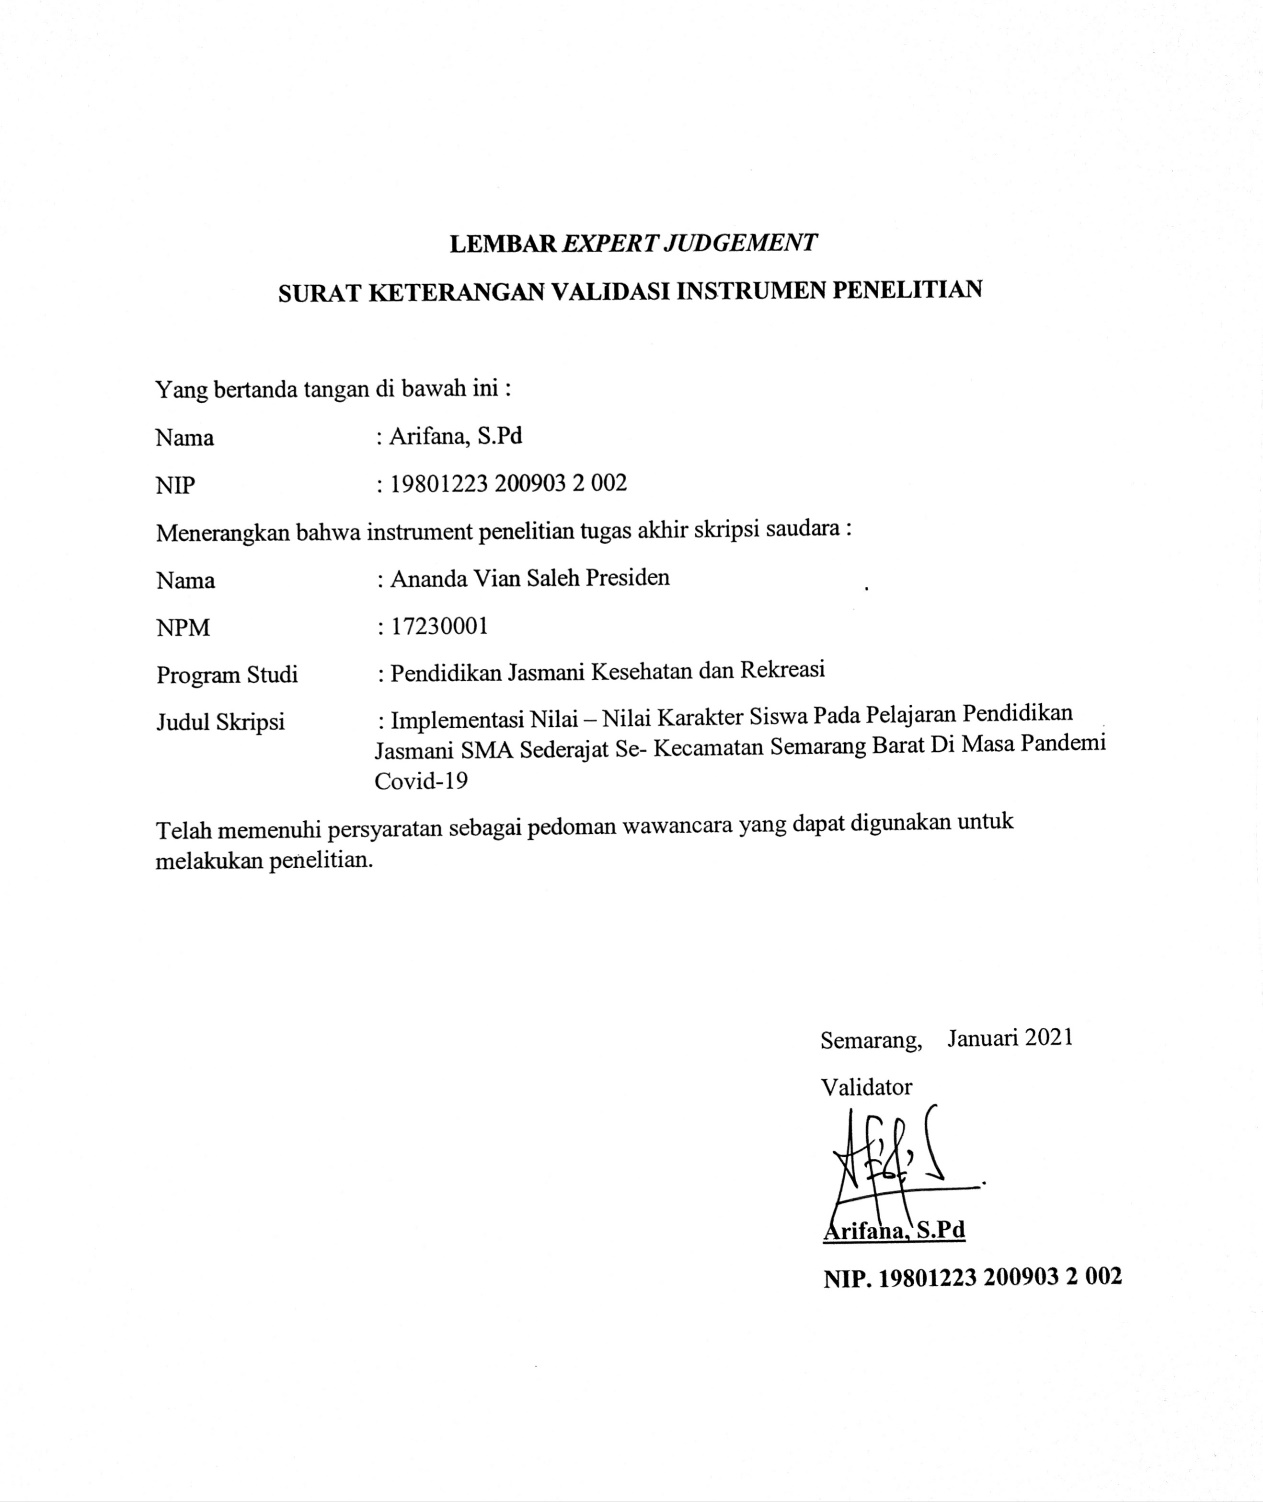 LEMBAR EXPERT JUDGEMENT
SURAT KETERANGAN VALIDASI INSTRUMEN PENELITIAN
Yang bertanda tangan di bawah ini :
Nama : Arifana, S.Pd
NIP : 19801223 200903 2 002
Menerangkan bahwa instrument penelitian tugas akhir skripsi saudara :
Nama : Ananda Vian Saleh Presiden
NPM : 17230001
Program Studi : Pendidikan Jasmani Kesehatan dan Rekreasi
Judul Skripsi : Implementasi Nilai – Nilai Karakter Siswa Pada Pelajaran Pendidikan
Jasmani SMA Sederajat Se- Kecamatan Semarang Barat Di Masa Pandemi
Covid-19
Telah memenuhi persyaratan sebagai pedoman wawancara yang dapat digunakan untuk
melakukan penelitian.
Semarang, Januari 2021
Validator
Arifana, S.Pd
NIP. 19801223 200903 2 002